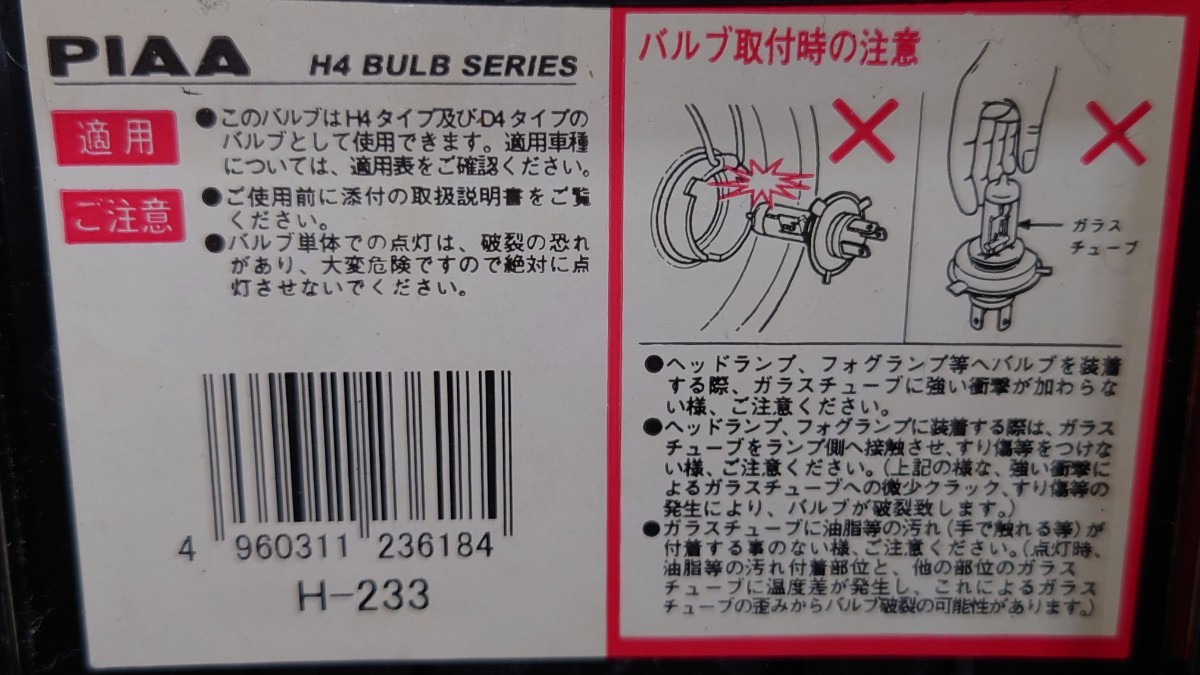 PIAA
H4 BULB SERIES
適用
●このバルブはH4タイプ及びD4タイプの
バルブとして使用できます。適用車種
については、適用表をご確認ください。
ご注意
●ご使用前に添付の取扱説明書をご覧
ください。
●バルブ単体での点灯は、破裂の恐れ
があり、大変危険ですので絶対に点
灯させないでください。
4 960311 236184
H-233
バルブ取付時の注意
ガラス
チューブ
●ヘッドランプ、フォグランプ等へバルブを装着
する際、ガラスチューブに強い衝撃が加わらな
い様、ご注意ください。
●ヘッドランプ、フォグランプに装着する際は、ガラス
チューブをランプ側へ接触させ、すり傷等をつけな
い様、ご注意ください。(上記の様な、強い衝撃に
よるガラスチューブへの微少クラック、すり傷等の
発生により、バルブが破裂致します。)
●ガラスチューブに油脂等の汚れ(手で触れる等)が
付着する事のない様、ご注意ください。(点灯時、
油脂等の汚れ付着部位と、他の部位のガラス
チューブに温度差が発生し、これによるガラス
チューブの歪みからバルブ破裂の可能性があります。)